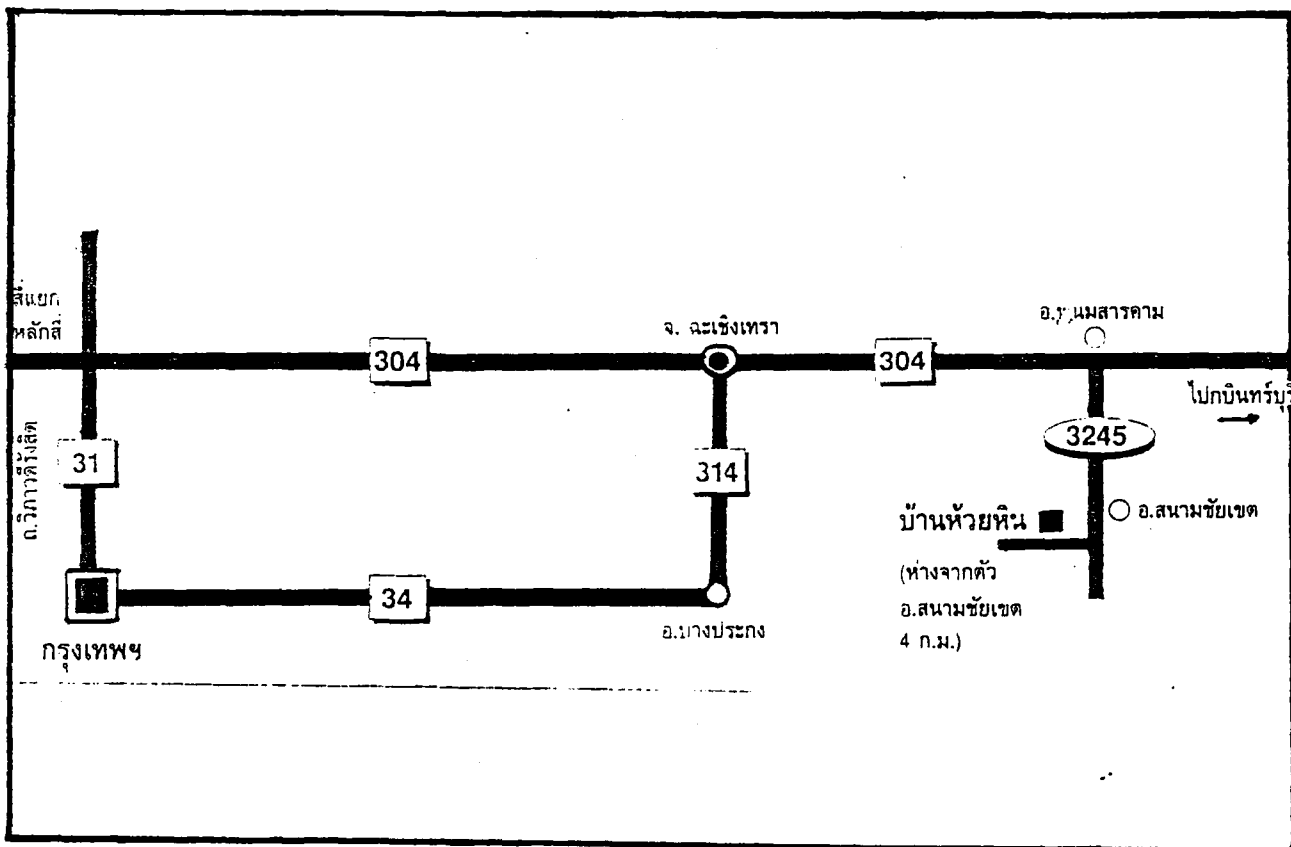 สี่แยก
หลักสี่
จ. ฉะเชิงเทรา
อ.พนมสารคาม
304
304
ไปกบินทร์บุรี
ถ.วิภาวดีรังสิต
31
314
3245
บ้านห้วยหิน
อ.สนามชัยเขต
(ห่างจากตัว
อ.สนามชัยเขต
4 ก.ม.)
34
อ.บางประกง
กรุงเทพฯ